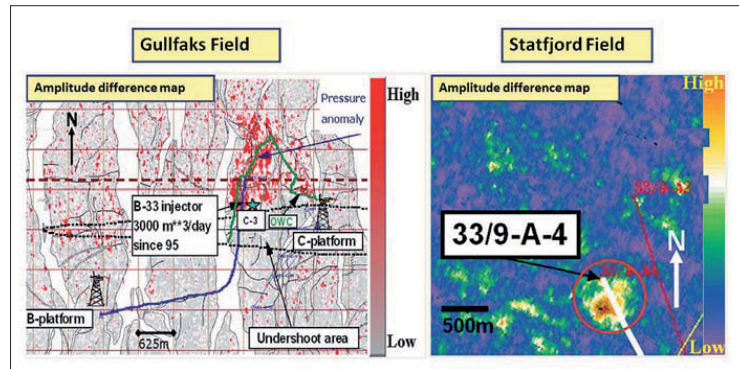 Gullfaks Field
Amplitude difference map
N
Pressure
anomaly
B-33 injector
3000 m**3/day
since 95
C-3
OWC
C-platform
B-platform
625m
Undershoot area
High
Low
Statfjord Field
Amplitude difference map
High
33/9-A-4
N
500m
Low